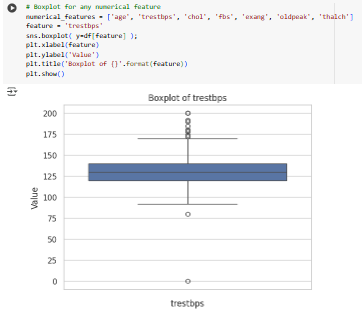 # Boxplot for any numerical feature
numerical_features = ['age', 'trestbps', 'chol', 'fbs', 'exang', 'oldpeak', 'thalch']
feature = 'trestbps'
sns.boxplot( y=df[feature] );
plt.xlabel(feature)
plt.ylabel('Value')
plt.title('Boxplot of {}'.format(feature))
plt.show()
Boxplot of trestbps
200
175
150
125
100
75
50
25
0
Value
trestbps